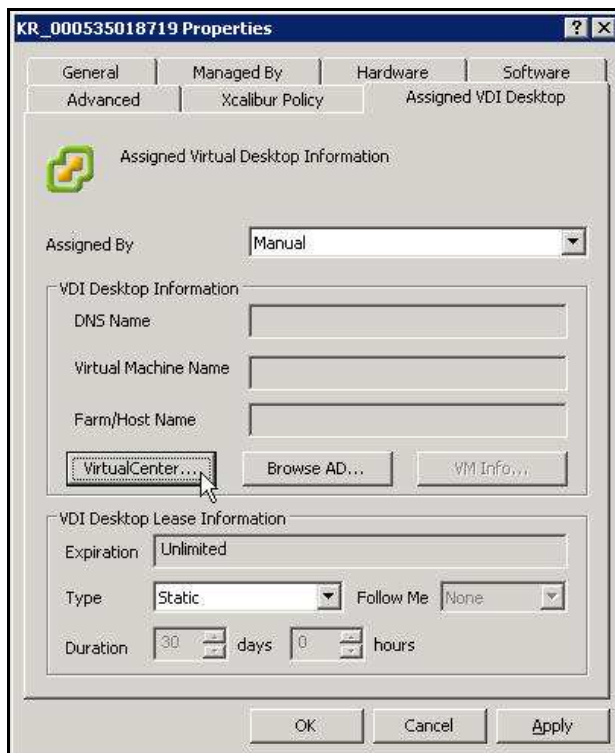 KR_000535018719 Properties
General Managed By Hardware Software
Advanced Xcalibur Policy Assigned VDI Desktop
Assigned Virtual Desktop Information
Assigned By Manual
VDI Desktop Information
DNS Name
Virtual Machine Name
Farm/Host Name
VirtualCenter... Browse AD... VM Info...
VDI Desktop Lease Information
Expiration Unlimited
Type Static Follow Me None
Duration 30 days 0 hours
OK Cancel Apply